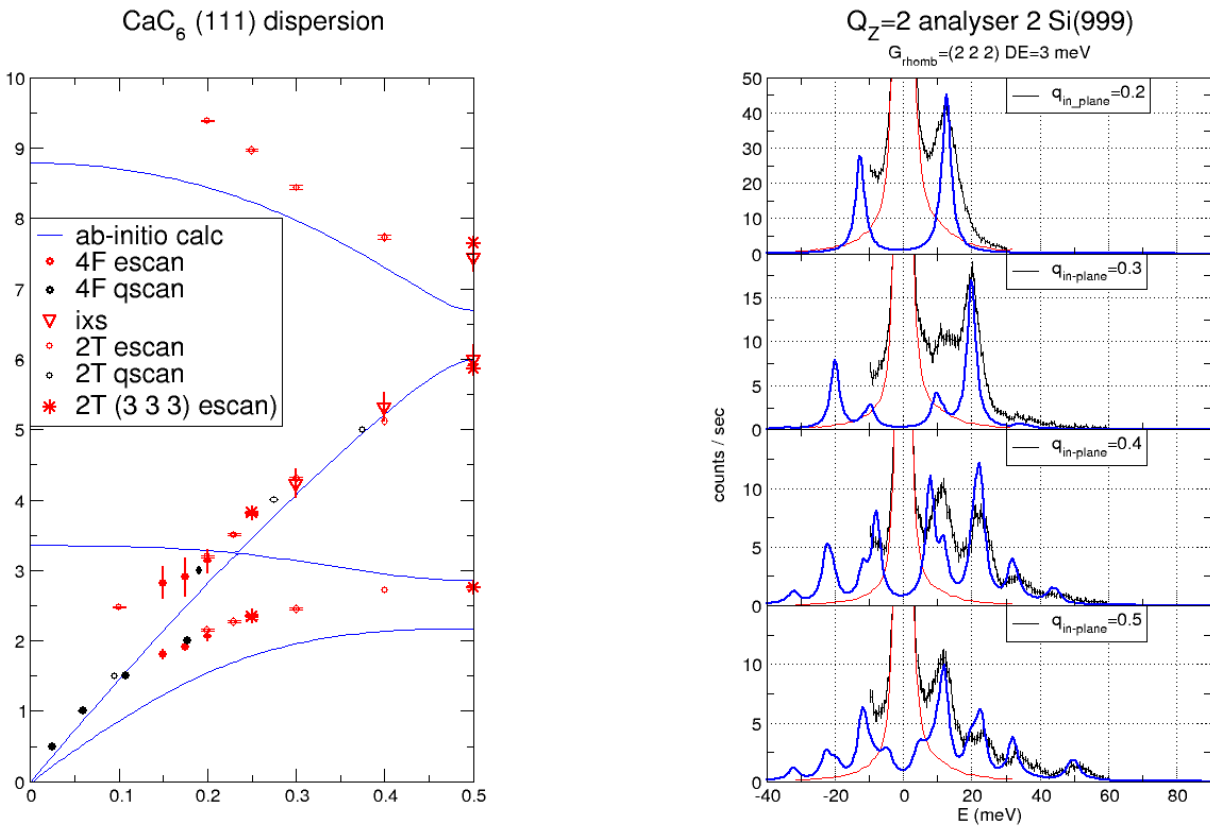 CaC6 (111) dispersion
10
9
8
7
6
5
4
3
2
1
0
ab-initio calc
4F escan
4F qscan
ixs
2T escan
2T qscan
2T (3 3 3) escan)
0
0.1
0.2
0.3
0.4
0.5
QZ=2 analyser 2 Si(999)
Grhomb=(2 2 2) DE=3 meV
counts / sec
50
40
30
20
10
0
qin_plane=0.2
15
10
5
0
qin-plane=0.3
10
5
0
qin-plane=0.4
10
5
0
qin-plane=0.5
-40
-20
0
20
40
60
80
E (meV)